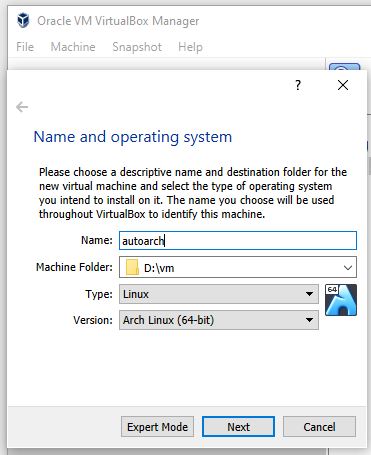 Oracle VM VirtualBox Manager
File Machine Snapshot Help
?
Name and operating system
Please choose a descriptive name and destination folder for the
new virtual machine and select the type of operating system
you intend to install on it. The name you choose will be used
throughout VirtualBox to identify this machine.
Name: autoarch
Machine Folder: D:\vm
Type: Linux
64
Version: Arch Linux (64-bit)
Expert Mode Next Cancel